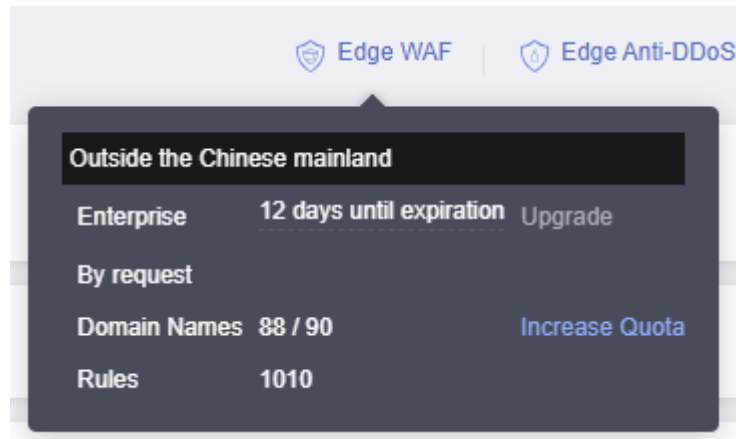 Edge WAF Edge Anti-DDoS
Outside the Chinese mainland
Enterprise 12 days until expiration Upgrade
By request
Domain Names 88 / 90 Increase Quota
Rules 1010